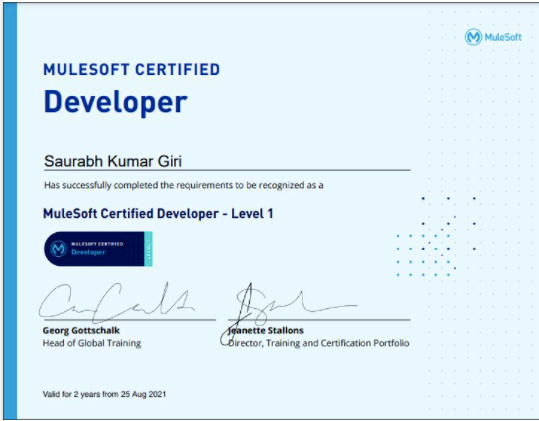 MuleSoft
MULESOFT CERTIFIED
Developer
Saurabh Kumar Giri
Has successfully completed the requirements to be recognized as a
MuleSoft Certified Developer - Level 1
MULESOFT CERTIFIED
Developer
LEVEL 1
Georg Gottschalk
Head of Global Training
Jeanette Stallons
Director, Training and Certification Portfolio
Valid for 2 years from 25 Aug 2021